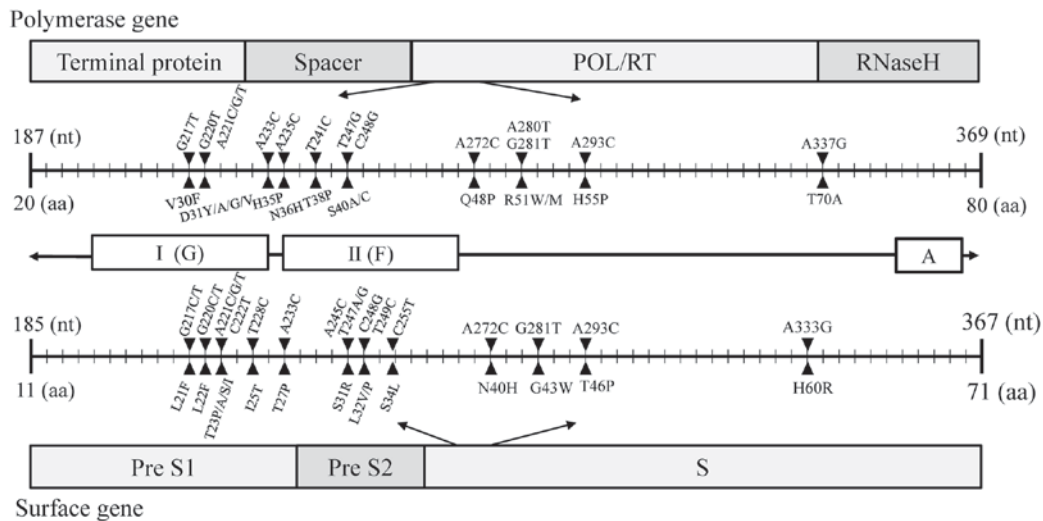 Polymerase gene
Terminal protein Spacer POL/RT RNaseH
G217T G220T A221C/G/T A233C A235C T241C T247G C248G A272C A280T G281T A293C A337G
187 (nt) 369 (nt)
20 (aa) 80 (aa)
V30F D31Y/A/G/V H35P N36H T38P S40A/C Q48P R51W/M H55P T70A
I (G) II (F) A
G217C/T G220C/T A221C/G/T C222T T228C A233C A245C T247A/G C248G T249C C255T A272C G281T A293C A333G
185 (nt) 367 (nt)
11 (aa) 71 (aa)
L21F L22F T23P/A/S/I I25T T27P S31R L32V/P S34L N40H G43W T46P H60R
Pre S1 Pre S2 S
Surface gene